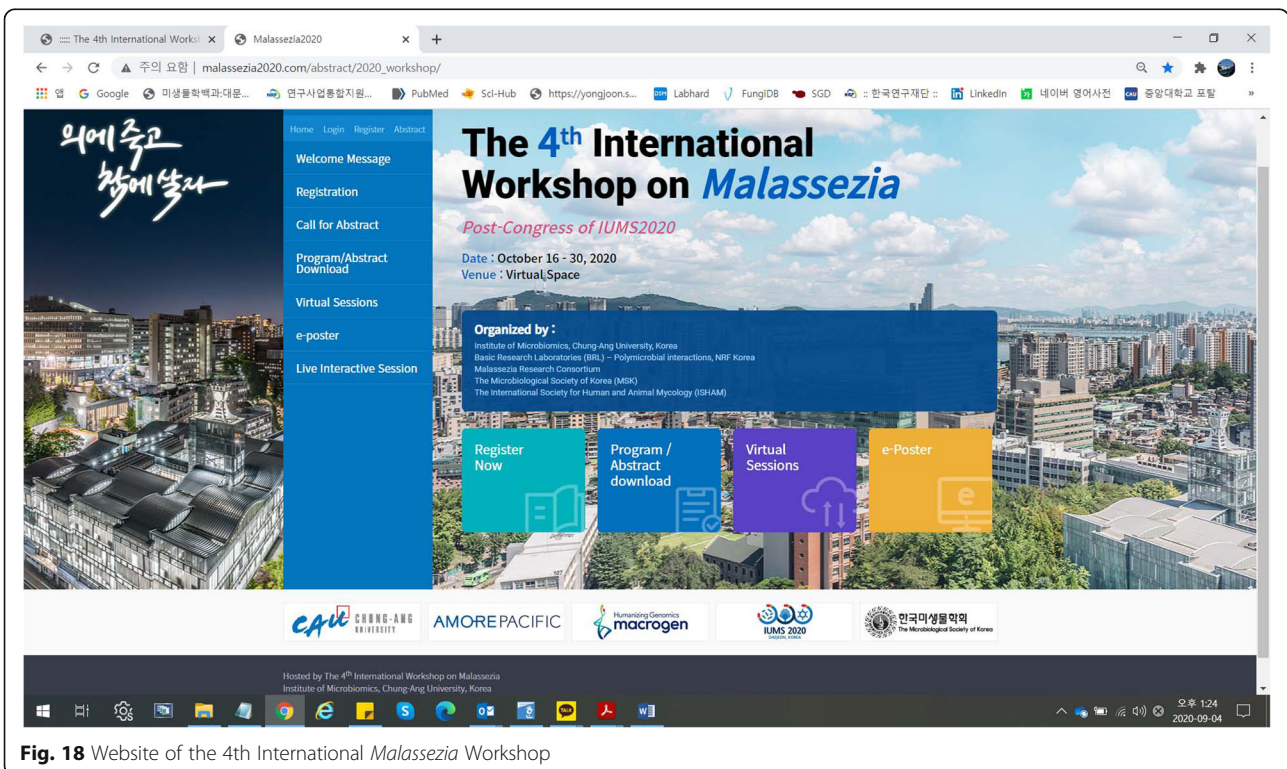 ::::: The 4th International Worksl
Malassezia2020
주의 요함 | malassezia2020.com/abstract/2020_workshop/
앱 Google 미생물학백과:대문... 연구사업통합지원... PubMed Sci-Hub https://yongjoon.s... Labhard FungiDB SGD :: 한국연구재단 :: LinkedIn 네이버 영어사전 중앙대학교 포탈 »
의에 죽고
참에 살자
Home Login Register Abstract
Welcome Message
Registration
Call for Abstract
Program/Abstract
Download
Virtual Sessions
e-poster
Live Interactive Session
The 4th International
Workshop on Malassezia
Post-Congress of IUMS2020
Date : October 16 - 30, 2020
Venue : Virtual Space
Organized by :
Institute of Microbiomics, Chung-Ang University, Korea
Basic Research Laboratories (BRL) – Polymicrobial interactions, NRF Korea
Malassezia Research Consortium
The Microbiological Society of Korea (MSK)
The International Society for Human and Animal Mycology (ISHAM)
Register
Now
Program /
Abstract
download
Virtual
Sessions
e-Poster
CAU CHUNG-ANG
UNIVERSITY
AMOREPACIFIC
Humanizing Genomics
macrogen
IUMS 2020
DAEJEON, KOREA
한국미생물학회
The Microbiological Society of Korea
Hosted by The 4th International Workshop on Malassezia
Institute of Microbiomics, Chung-Ang University, Korea
오후 1:24
2020-09-04
Fig. 18 Website of the 4th International Malassezia Workshop